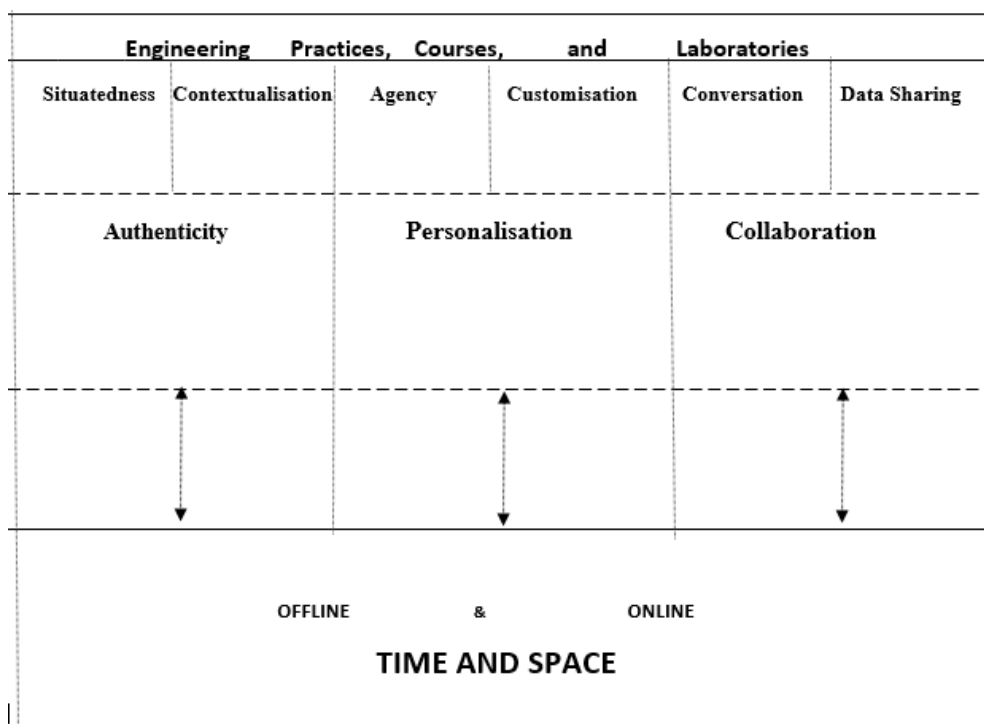 Engineering Practices, Courses, and Laboratories
Situatedness Contextualisation Agency Customisation Conversation Data Sharing
Authenticity Personalisation Collaboration
OFFLINE & ONLINE
TIME AND SPACE